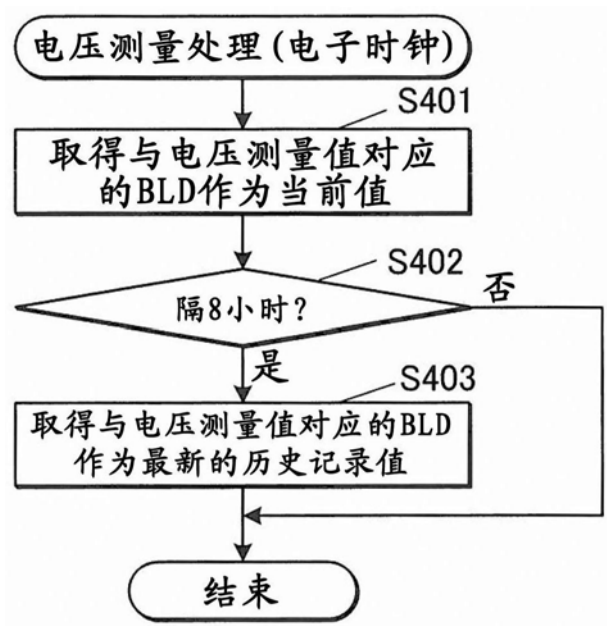 电压测量处理(电子时钟)
S401
取得与电压测量值对应
的BLD作为当前值
S402
隔8小时?
否
是
S403
取得与电压测量值对应的BLD
作为最新的历史记录值
结束